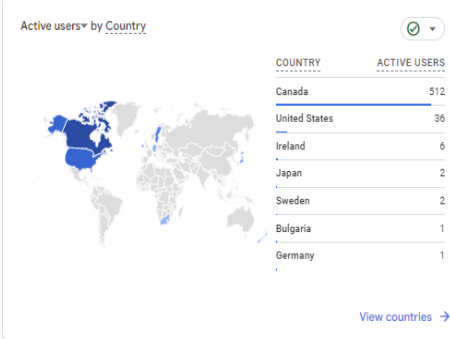 Active users by Country
COUNTRY ACTIVE USERS
Canada 512
United States 36
Ireland 6
Japan 2
Sweden 2
Bulgaria 1
Germany 1
View countries